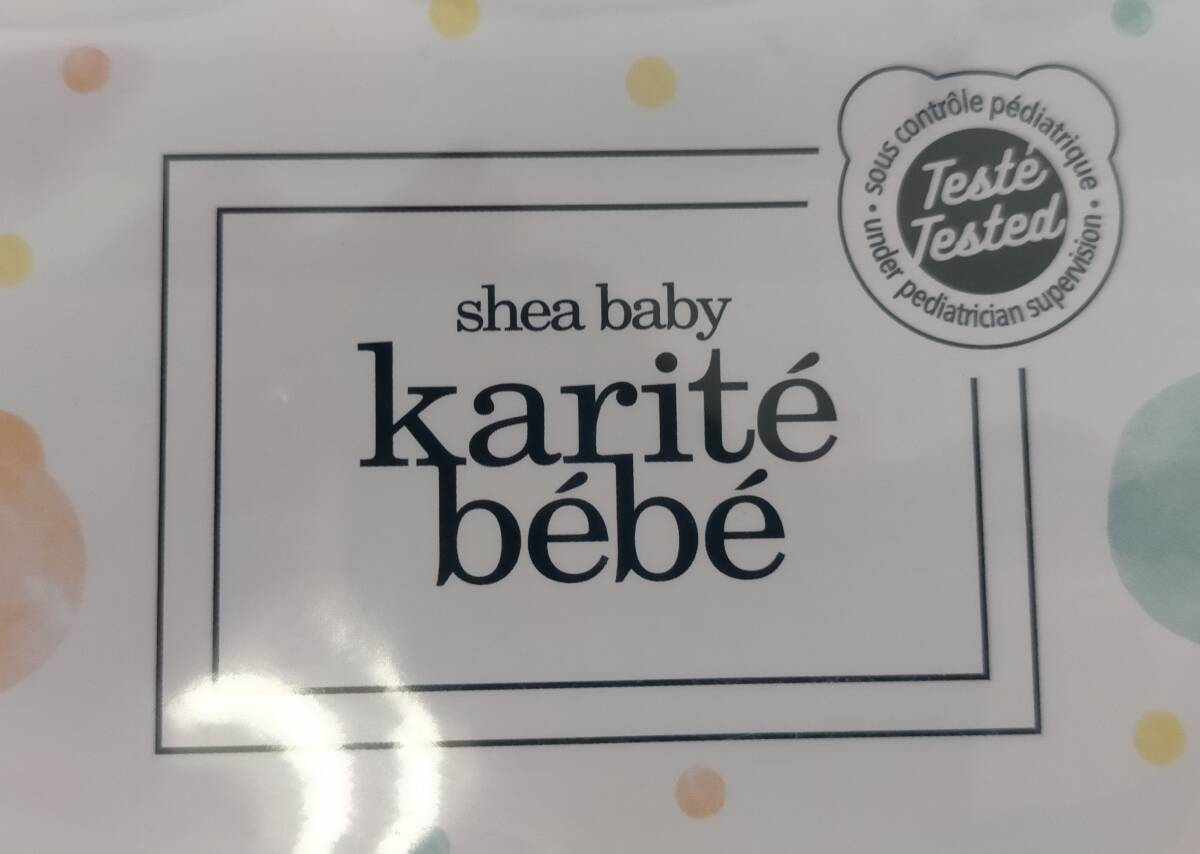 sous contrôle pédiatrique
Testé
Tested
under pediatrician supervision
shea baby
karité
bébé